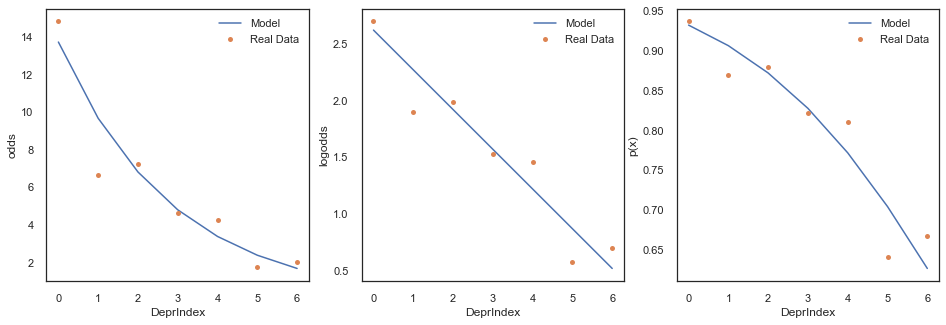 Model
Real Data
14
12
10
8
6
4
2
odds
0 1 2 3 4 5 6
DeprIndex
Model
Real Data
2.5
2.0
1.5
1.0
0.5
logodds
0 1 2 3 4 5 6
DeprIndex
Model
Real Data
0.95
0.90
0.85
0.80
0.75
0.70
0.65
p(x)
0 1 2 3 4 5 6
DeprIndex